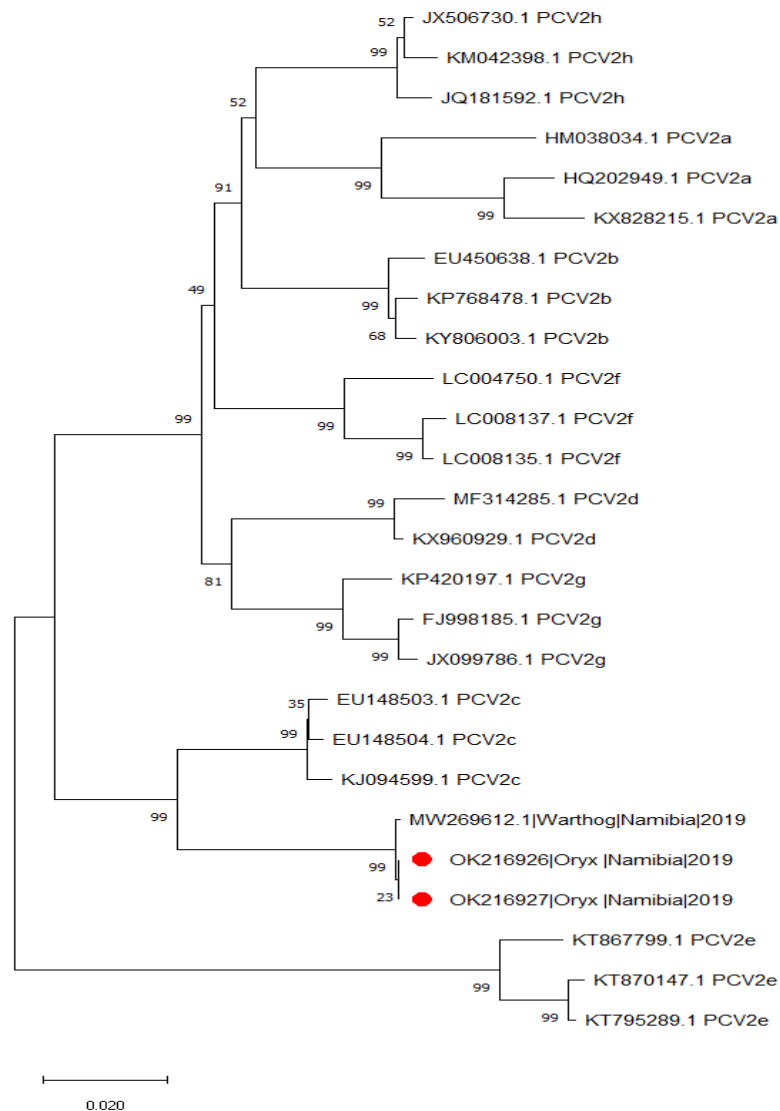 JX506730.1 PCV2h
52
KM042398.1 PCV2h
99
JQ181592.1 PCV2h
52
HM038034.1 PCV2a
HQ202949.1 PCV2a
99
KX828215.1 PCV2a
99
91
EU450638.1 PCV2b
KP768478.1 PCV2b
99
KY806003.1 PCV2b
68
49
LC004750.1 PCV2f
LC008137.1 PCV2f
99
LC008135.1 PCV2f
99
99
MF314285.1 PCV2d
99
KX960929.1 PCV2d
KP420197.1 PCV2g
81
FJ998185.1 PCV2g
99
JX099786.1 PCV2g
99
EU148503.1 PCV2c
35
EU148504.1 PCV2c
99
KJ094599.1 PCV2c
99
MW269612.1|Warthog|Namibia|2019
OK216926|Oryx |Namibia|2019
99
OK216927|Oryx |Namibia|2019
23
KT867799.1 PCV2e
KT870147.1 PCV2e
99
KT795289.1 PCV2e
99
0.020